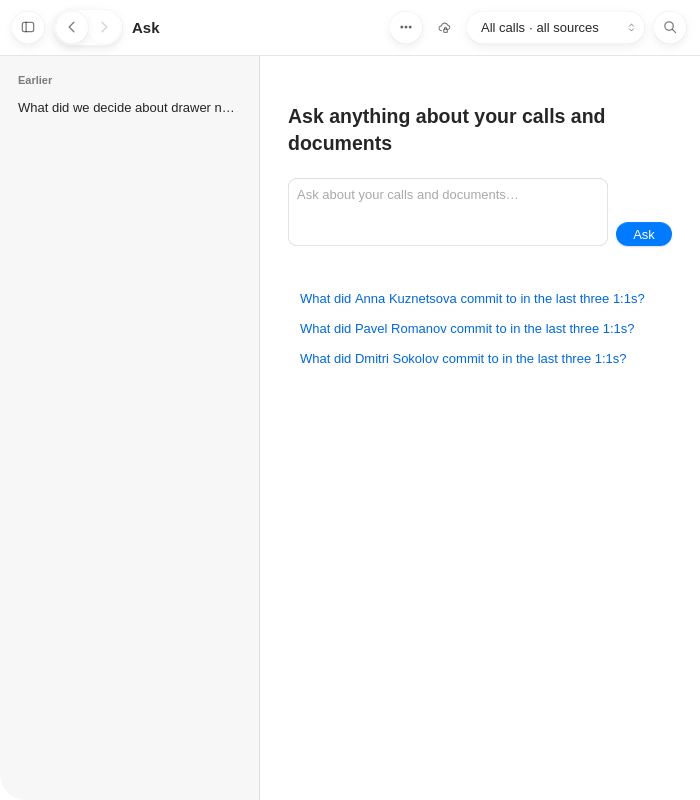 Ask
All calls · all sources
Earlier
What did we decide about drawer n…
Ask anything about your calls and
documents
Ask about your calls and documents…
Ask
What did Anna Kuznetsova commit to in the last three 1:1s?
What did Pavel Romanov commit to in the last three 1:1s?
What did Dmitri Sokolov commit to in the last three 1:1s?